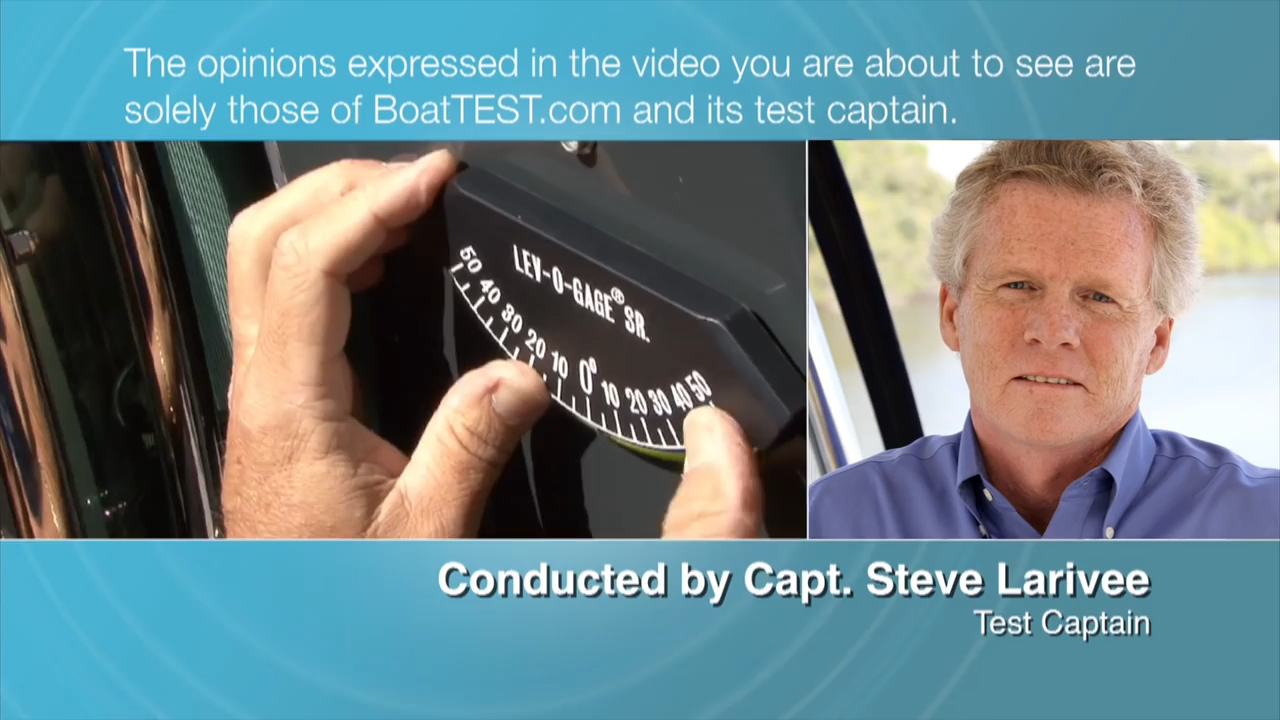 The opinions expressed in the video you are about to see are
solely those of BoatTEST.com and its test captain.
LEV-O-GAGE® SR.
50 40 30 20 10 0° 10 20 30 40 50
Conducted by Capt. Steve Larivee
Test Captain